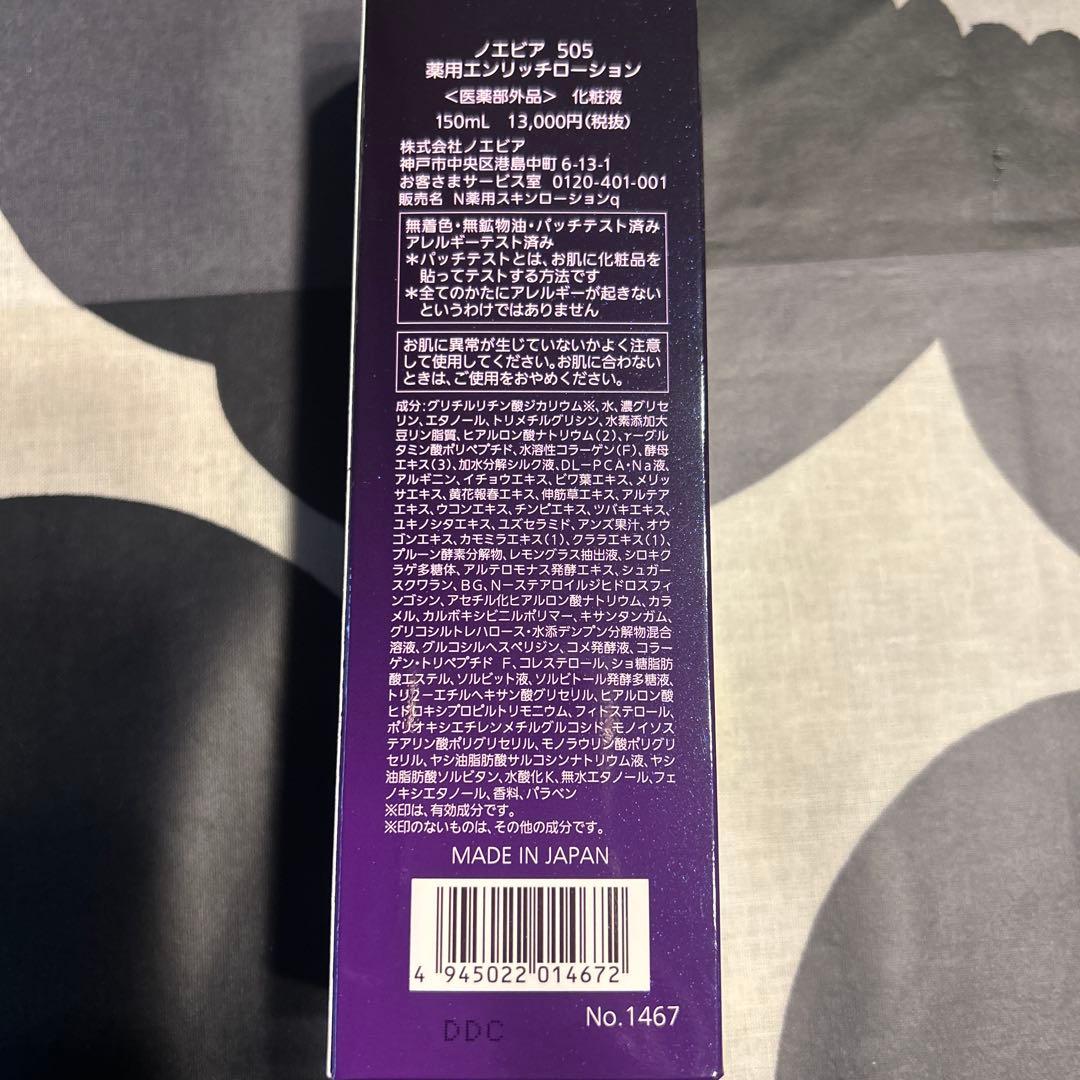 ノエビア 505
薬用エンリッチローション
＜医薬部外品＞ 化粧液
150mL 13,000円(税抜)
株式会社ノエビア
神戸市中央区港島中町 6-13-1
お客さまサービス室 0120-401-001
販売名 N薬用スキンローションq
無着色・無鉱物油・パッチテスト済み
アレルギーテスト済み
＊パッチテストとは、お肌に化粧品を
貼ってテストする方法です
＊全てのかたにアレルギーが起きない
というわけではありません
お肌に異常が生じていないかよく注意
して使用してください。お肌に合わない
ときは、ご使用をおやめください。
成分:グリチルリチン酸ジカリウム※、水、濃グリセ
リン、エタノール、トリメチルグリシン、水素添加大
豆リン脂質、ヒアルロン酸ナトリウム(2)、γーグル
タミン酸ポリペプチド、水溶性コラーゲン(F)、酵母
エキス(3)、加水分解シルク液、DL－PCA・Na液、
アルギニン、イチョウエキス、ビワ葉エキス、メリッ
サエキス、黄花報春エキス、伸筋草エキス、アルテア
エキス、ウコンエキス、チンピエキス、ツバキエキス、
ユキノシタエキス、ユズセラミド、アンズ果汁、オウ
ゴンエキス、カモミラエキス(1)、クララエキス(1)、
プルーン酵素分解物、レモングラス抽出液、シロキク
ラゲ多糖体、アルテロモナス発酵エキス、シュガー
スクワラン、BG、N－ステアロイルジヒドロスフィ
ンゴシン、アセチル化ヒアルロン酸ナトリウム、カラ
メル、カルボキシビニルポリマー、キサンタンガム、
グリコシルトレハロース・水添デンプン分解物混合
溶液、グルコシルヘスペリジン、コメ発酵液、コラー
ゲン・トリペプチド F、コレステロール、ショ糖脂肪
酸エステル、ソルビット液、ソルビトール発酵多糖液、
トリ2－エチルヘキサン酸グリセリル、ヒアルロン酸
ヒドロキシプロピルトリモニウム、フィトステロール、
ポリオキシエチレンメチルグルコシド、モノイソス
テアリン酸ポリグリセリル、モノラウリン酸ポリグリ
セリル、ヤシ油脂肪酸サルコシンナトリウム液、ヤシ
油脂肪酸ソルビタン、水酸化K、無水エタノール、フェ
ノキシエタノール、香料、パラベン
※印は、有効成分です。
※印のないものは、その他の成分です。
MADE IN JAPAN
4 945022 014672
No.1467
DDC